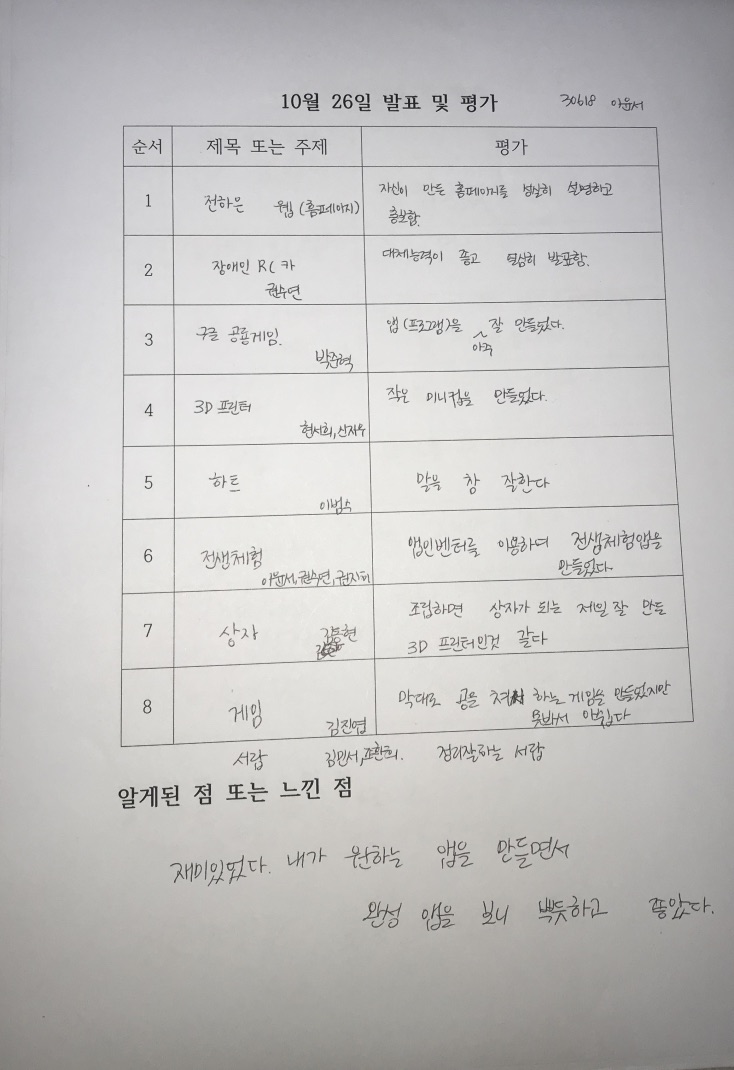 10월 26일 발표 및 평가 30618 이윤서
순서 제목 또는 주제 평가
1 전하은 웹 (홈페이지) 자신이 만든 홈페이지를 성실히 설명하고
훌륭함.
2 장애인 RC카 대처능력이 좋고 열심히 발표함.
권수연
3 구글 공룡게임. 앱(프로그램)을 아주 잘 만들었다.
박준혁
4 3D 프린터 작은 미니컵을 만들었다.
현서희, 신지우
5 하트 말을 참 잘한다
이범수
6 전생체험 앱인벤터를 이용하여 전생체험앱을
이윤서, 권수연, 권지희 만들었다.
7 상자 김동현 조립하면 상자가 되는 제일 잘 만든
3D 프린터인것 같다
8 게임 막대로 공을 쳐서 하는 게임을 만들었지만
김진엽 못봐서 아쉽다
서랍 김민서, 조환희. 정리잘하는 서랍
알게된 점 또는 느낀 점
재미있었다. 내가 원하는 앱을 만들면서
완성 앱을 보니 뿌듯하고 좋았다.